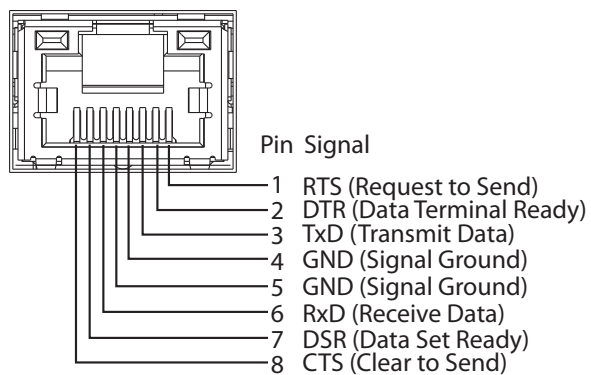 Pin Signal
1 RTS (Request to Send)
2 DTR (Data Terminal Ready)
3 TxD (Transmit Data)
4 GND (Signal Ground)
5 GND (Signal Ground)
6 RxD (Receive Data)
7 DSR (Data Set Ready)
8 CTS (Clear to Send)